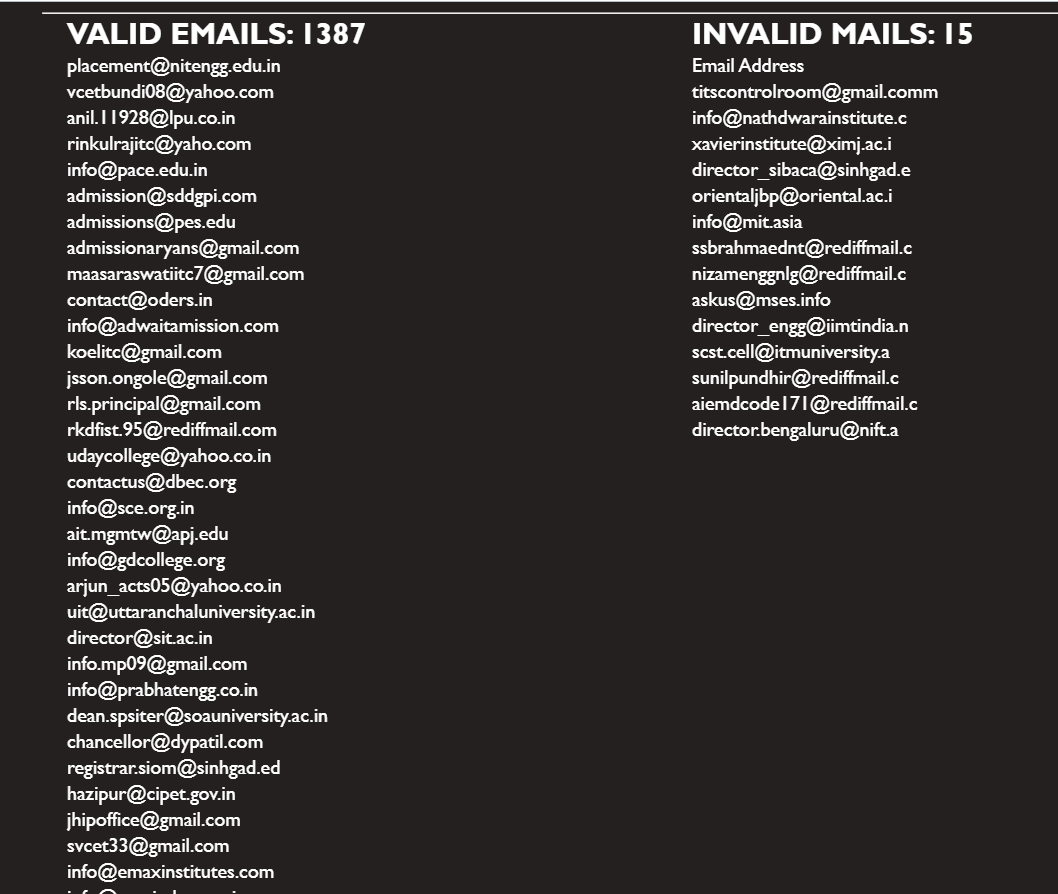 VALID EMAILS: 1387
placement@nitengg.edu.in
vcetbundi08@yahoo.com
anil.11928@lpu.co.in
rinkulrajitc@yaho.com
info@pace.edu.in
admission@sddgpi.com
admissions@pes.edu
admissionaryans@gmail.com
maasaraswatiitc7@gmail.com
contact@oders.in
info@adwaitamission.com
koelitc@gmail.com
jsson.ongole@gmail.com
rls.principal@gmail.com
rkdfist.95@rediffmail.com
udaycollege@yahoo.co.in
contactus@dbec.org
info@sce.org.in
ait.mgmtw@apj.edu
info@gdcollege.org
arjun_acts05@yahoo.co.in
uit@uttaranchaluniversity.ac.in
director@sit.ac.in
info.mp09@gmail.com
info@prabhatengg.co.in
dean.spsiter@soauniversity.ac.in
chancellor@dypatil.com
registrar.siom@sinhgad.ed
hazipur@cipet.gov.in
jhipoffice@gmail.com
svcet33@gmail.com
info@emaxinstitutes.com
INVALID MAILS: 15
Email Address
titscontrolroom@gmail.comm
info@nathdwarainstitute.c
xavierinstitute@ximj.ac.i
director_sibaca@sinhgad.e
orientaljbp@oriental.ac.i
info@mit.asia
ssbrahmaednt@rediffmail.c
nizamenggnlg@rediffmail.c
askus@mses.info
director_engg@iimtindia.n
scst.cell@itmuniversity.a
sunilpundhir@rediffmail.c
aiemdcode171@rediffmail.c
director.bengaluru@nift.a